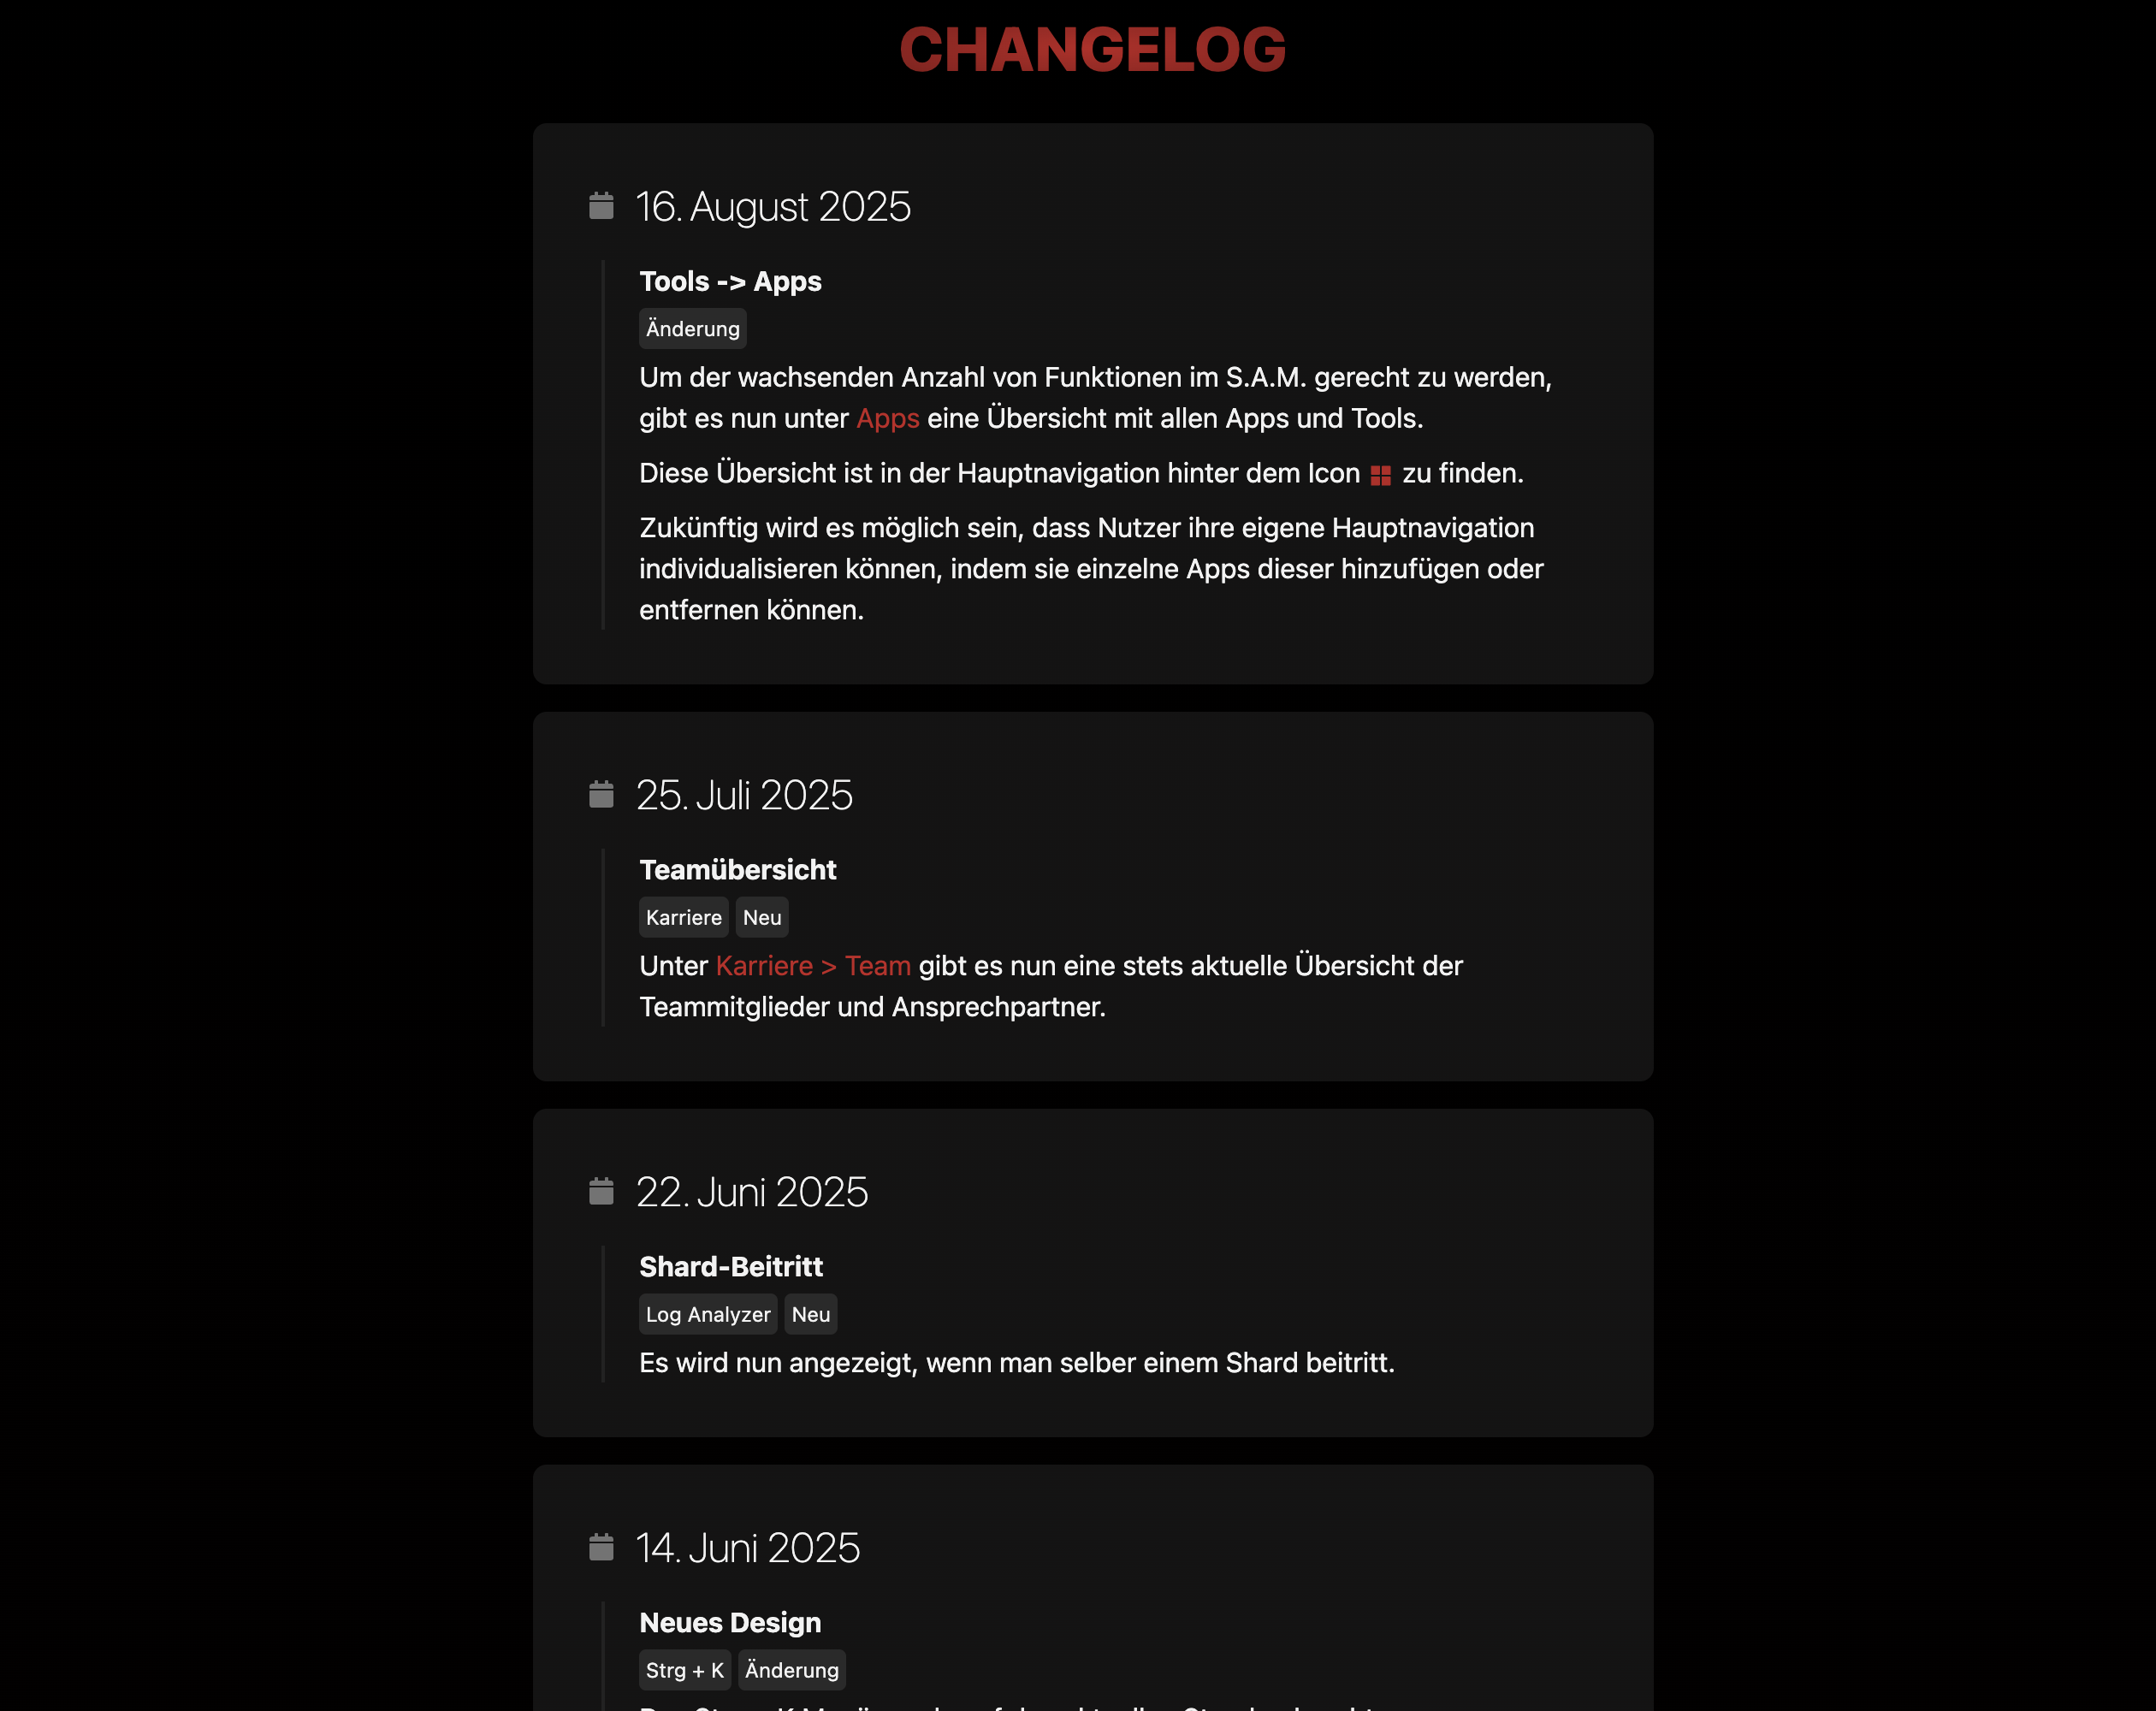 CHANGELOG
16. August 2025
Tools -> Apps
Änderung
Um der wachsenden Anzahl von Funktionen im S.A.M. gerecht zu werden,
gibt es nun unter Apps eine Übersicht mit allen Apps und Tools.
Diese Übersicht ist in der Hauptnavigation hinter dem Icon zu finden.
Zukünftig wird es möglich sein, dass Nutzer ihre eigene Hauptnavigation
individualisieren können, indem sie einzelne Apps dieser hinzufügen oder
entfernen können.
25. Juli 2025
Teamübersicht
Karriere Neu
Unter Karriere > Team gibt es nun eine stets aktuelle Übersicht der
Teammitglieder und Ansprechpartner.
22. Juni 2025
Shard-Beitritt
Log Analyzer Neu
Es wird nun angezeigt, wenn man selber einem Shard beitritt.
14. Juni 2025
Neues Design
Strg + K Änderung